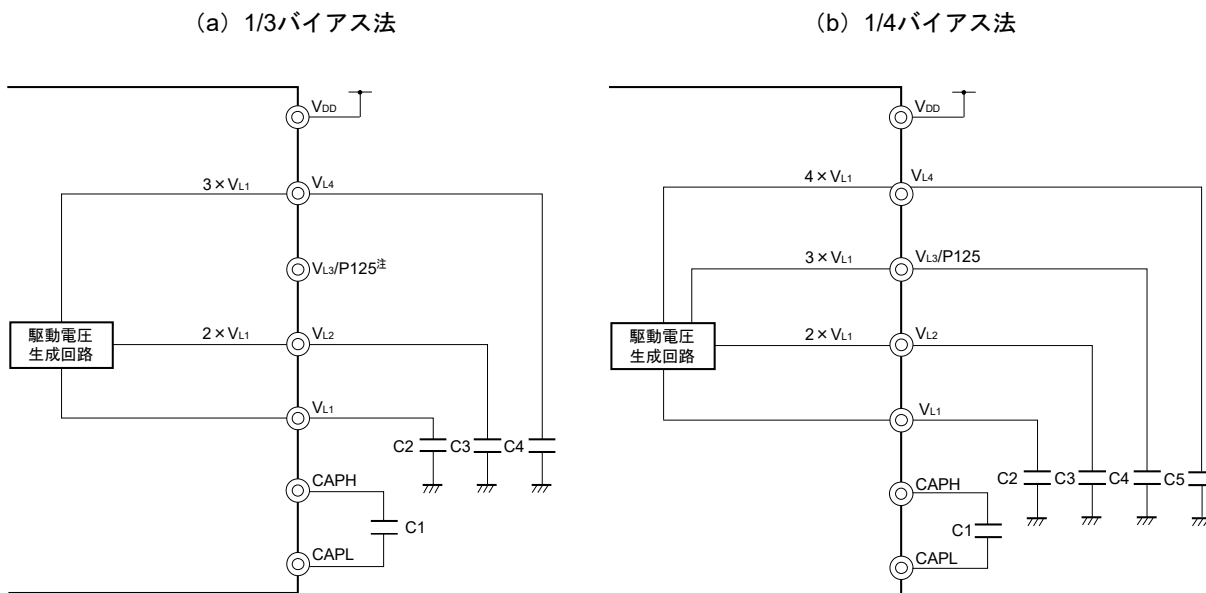 (a) 1/3バイアス法
VDD
3×VL1
VL4
VL3/P125注
駆動電圧
生成回路
2×VL1
VL2
VL1
C2
C3
C4
CAPH
C1
CAPL
(b) 1/4バイアス法
VDD
4×VL1
VL4
3×VL1
VL3/P125
駆動電圧
生成回路
2×VL1
VL2
VL1
C2
C3
C4
C5
CAPH
C1
CAPL